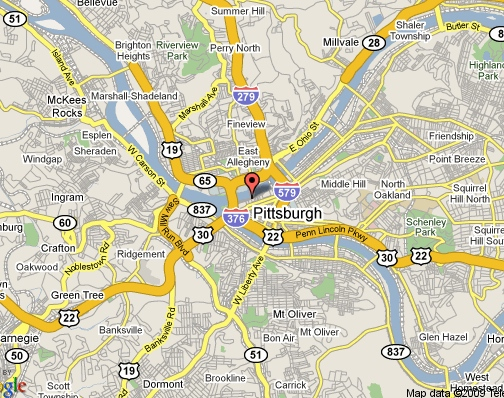 Bellevue
Summer Hill
51
Shaler
Township
Butler St
Riverview
Park
Perry North
Millvale
28
Brighton
Heights
Highland
Park
Island Ave
279
Marshall-Shadeland
Marshall Ave
McKees
Rocks
Fineview
E Ohio St
Esplen
Friendship
Sheraden
19
East
Allegheny
Windgap
Point Breeze
W Carson St
65
579
Middle Hill
North
Oakland
Squirrel
Hill North
Ingram
Saw Mill Run Blvd
837
376
Pittsburgh
60
Schenley
Park
30
22
Penn Lincoln Pkwy
Crafton
Squirrel
Hill South
Noblestown Rd
Ridgement
22
30
Oakwood
W Liberty Ave
Green Tree
22
Mt Oliver
Banksville
Banksville Rd
Mt Oliver
Carnegie
Bon Air
Glen Hazel
50
51
837
19
Scott
Township
Dormont
Brookline
Carrick
West
Homestead
Map data ©2009 Tel